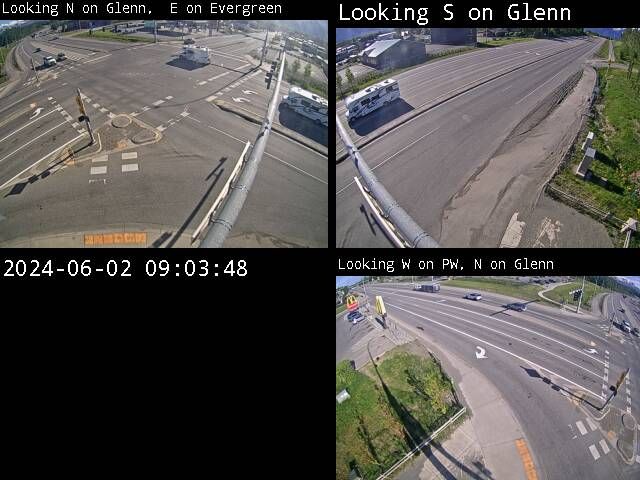 Looking N on Glenn,  E on Evergreen
Looking S on Glenn
2024-06-02 09:03:48
Looking W on PW, N on Glenn